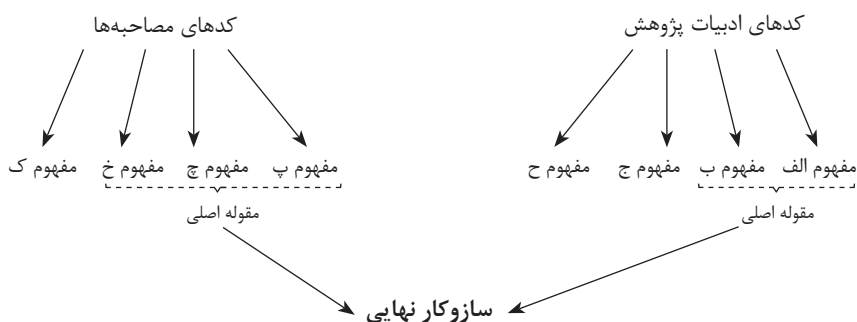 کدهای ادبیات پژوهش
کدهای مصاحبه‌ها
مفهوم الف
مفهوم ب
مفهوم ج
مفهوم ح
مفهوم پ
مفهوم چ
مفهوم خ
مفهوم ک
مقوله اصلی
مقوله اصلی
سازوکار نهایی